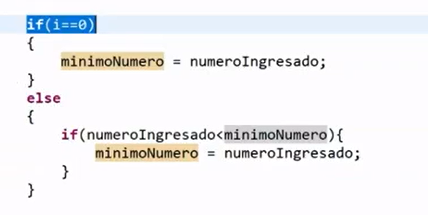 if(i==0)
{
    minimoNumero = numeroIngresado;
}
else
{
    if(numeroIngresado<minimoNumero){
        minimoNumero = numeroIngresado;
    }
}